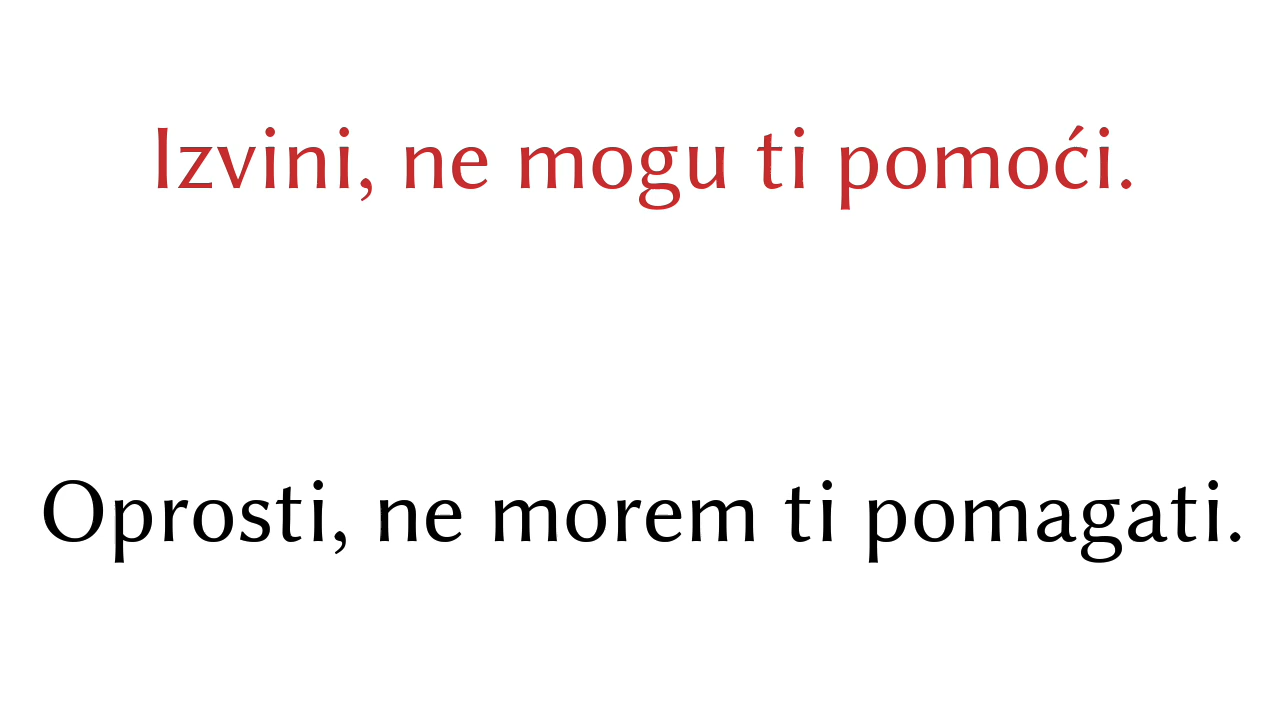 Izvini, ne mogu ti pomoći.
Oprosti, ne morem ti pomagati.